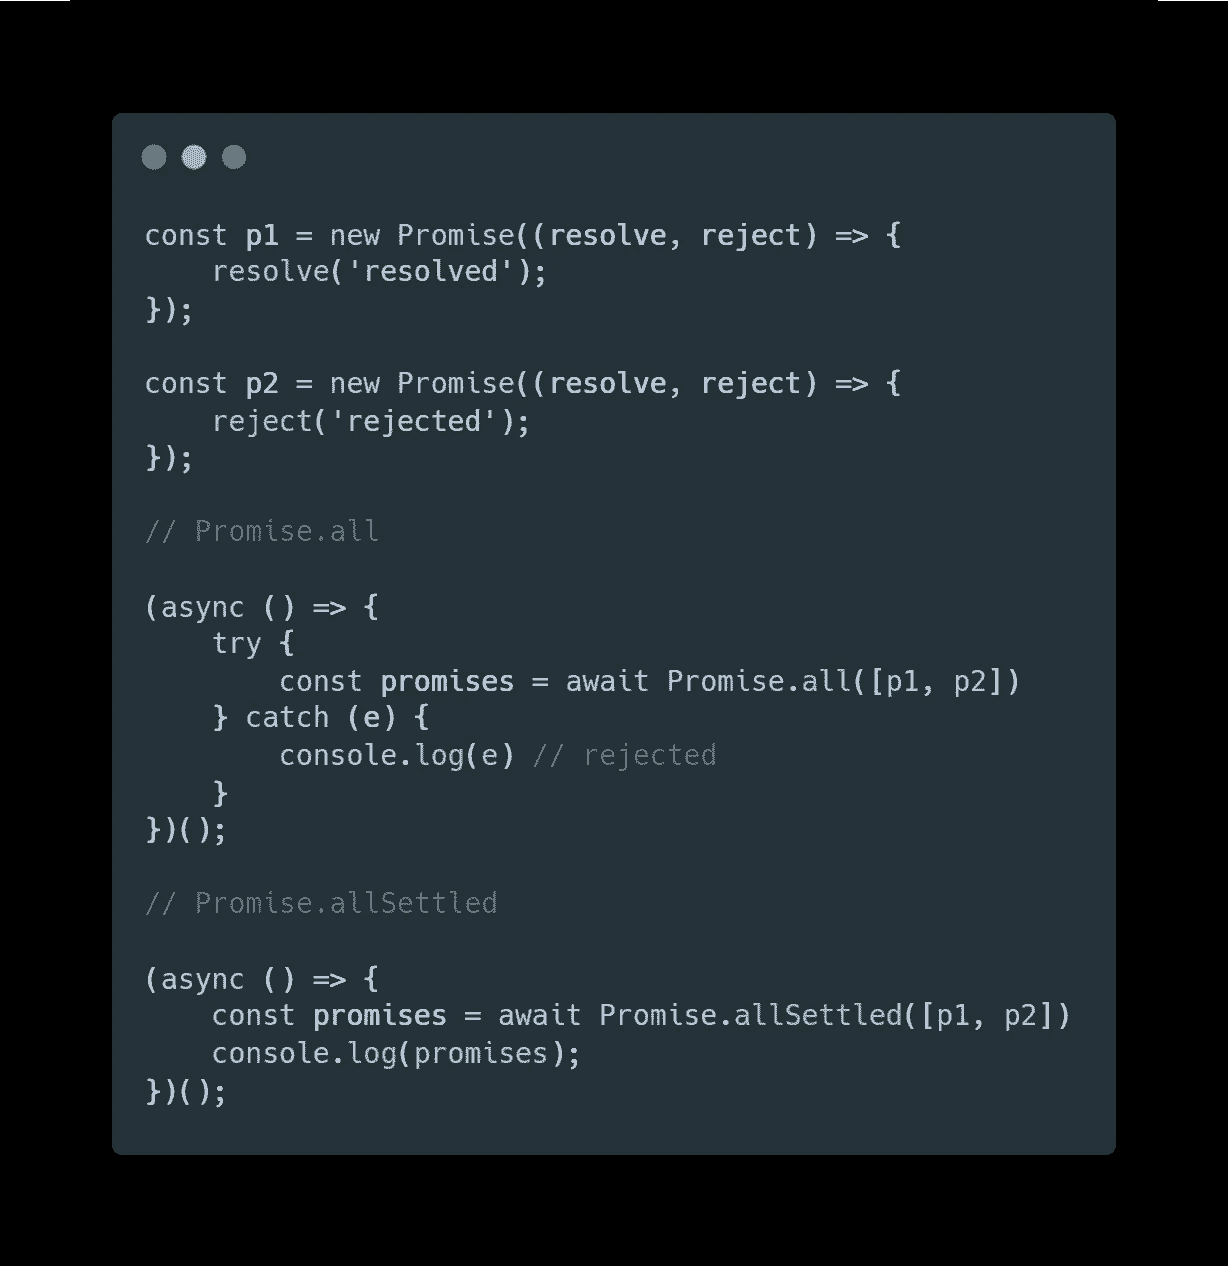 const p1 = new Promise((resolve, reject) => {
    resolve('resolved');
});

const p2 = new Promise((resolve, reject) => {
    reject('rejected');
});

// Promise.all

(async () => {
    try {
        const promises = await Promise.all([p1, p2])
    } catch (e) {
        console.log(e) // rejected
    }
})();

// Promise.allSettled

(async () => {
    const promises = await Promise.allSettled([p1, p2])
    console.log(promises);
})();